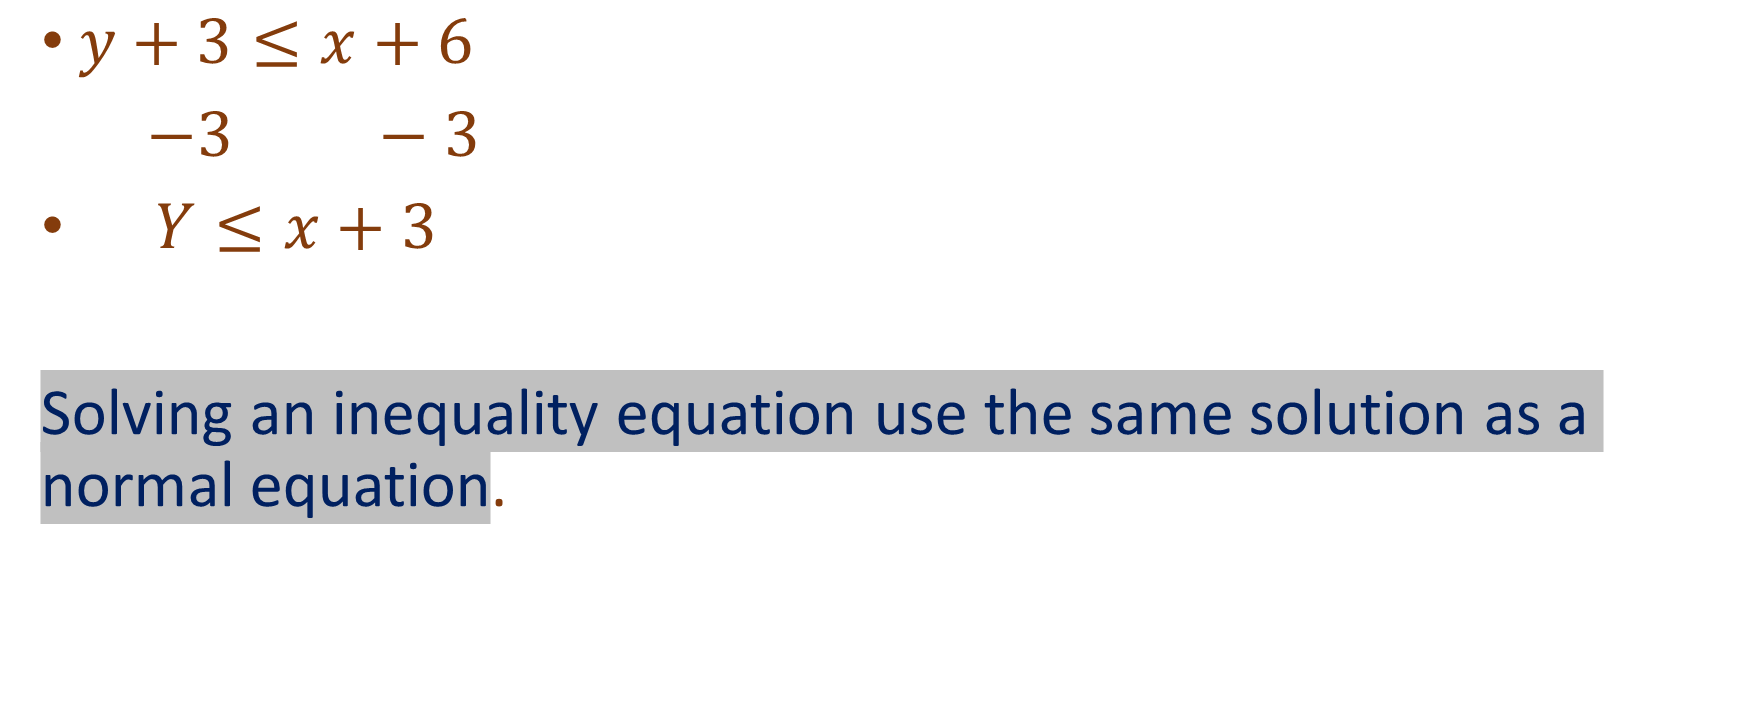 • y + 3 ≤ x + 6
−3 − 3
• Y ≤ x + 3
Solving an inequality equation use the same solution as a
normal equation.